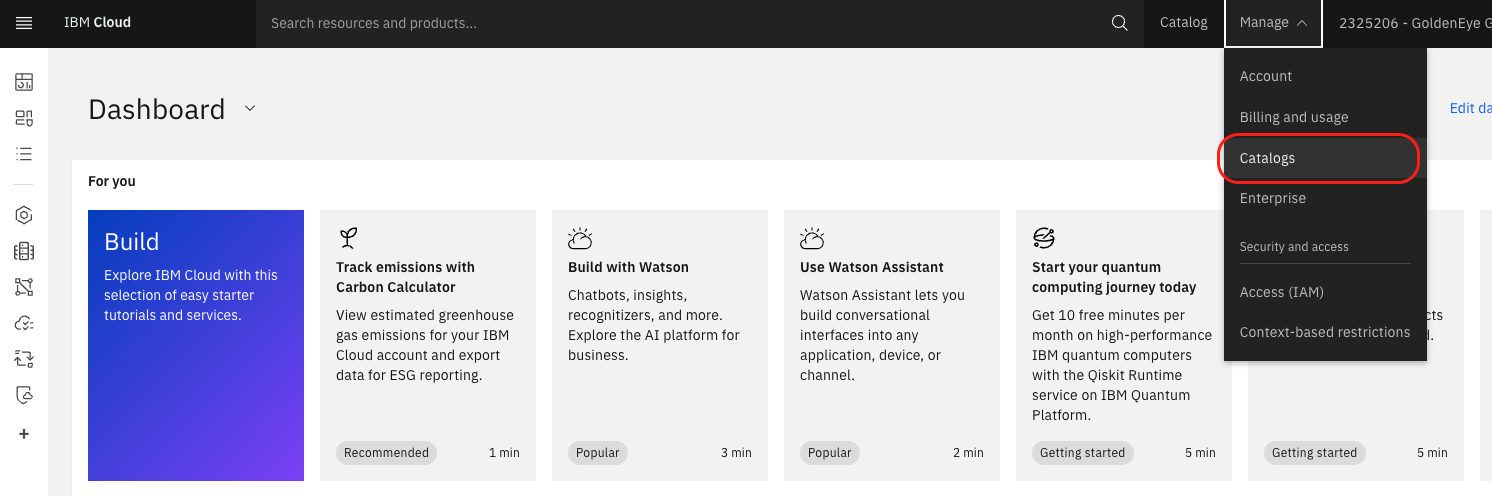 IBM Cloud
Search resources and products...
Catalog
Manage
2325206 - GoldenEye G
Account
Billing and usage
Catalogs
Enterprise
Security and access
Access (IAM)
Context-based restrictions
Dashboard
Edit da
For you
Build
Explore IBM Cloud with this
selection of easy starter
tutorials and services.
Track emissions with
Carbon Calculator
View estimated greenhouse
gas emissions for your IBM
Cloud account and export
data for ESG reporting.
Recommended
1 min
Build with Watson
Chatbots, insights,
recognizers, and more.
Explore the AI platform for
business.
Popular
3 min
Use Watson Assistant
Watson Assistant lets you
build conversational
interfaces into any
application, device, or
channel.
Popular
2 min
Start your quantum
computing journey today
Get 10 free minutes per
month on high-performance
IBM quantum computers
with the Qiskit Runtime
service on IBM Quantum
Platform.
Getting started
5 min
Getting started
5 min